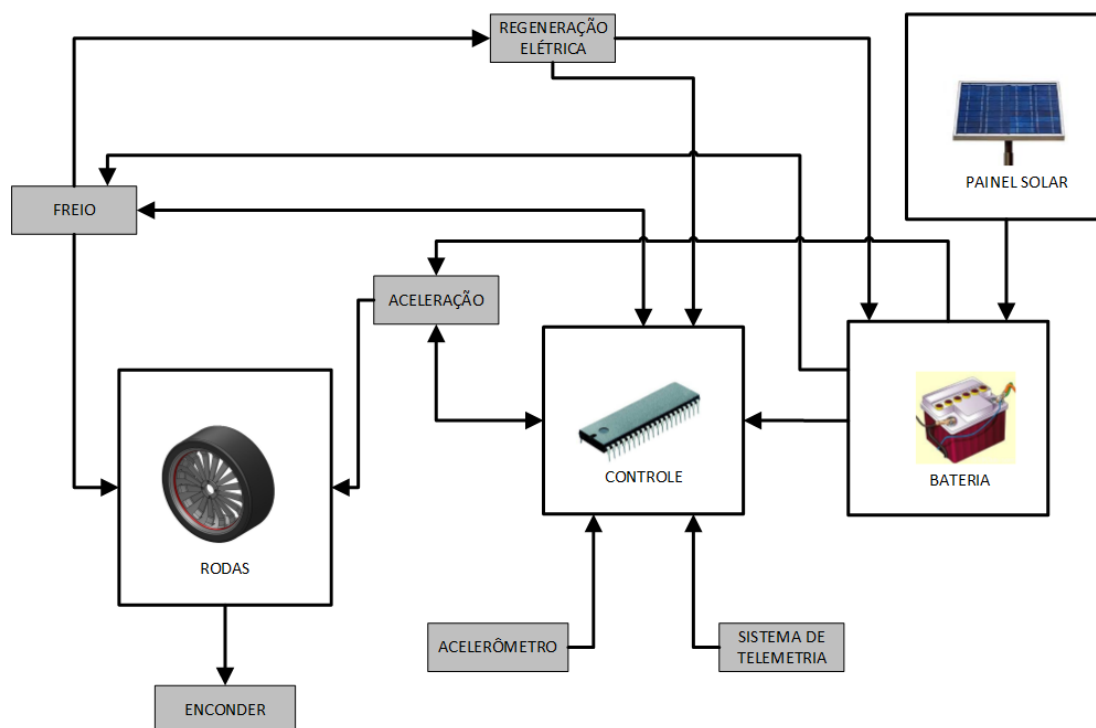 REGENERAÇÃO
ELÉTRICA
PAINEL SOLAR
FREIO
ACELERAÇÃO
CONTROLE
BATERIA
RODAS
ACELERÔMETRO
SISTEMA DE
TELEMETRIA
ENCONDER